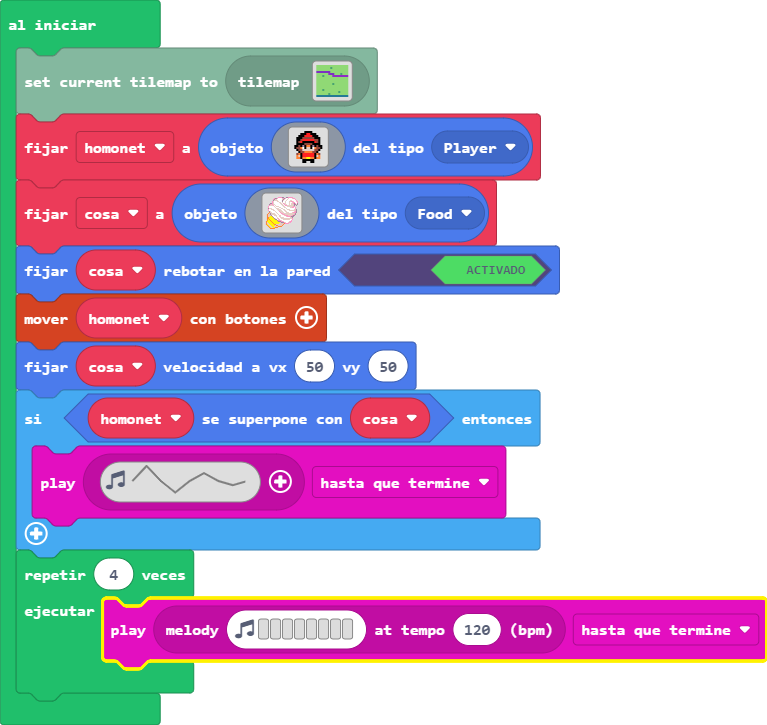 al iniciar
set current tilemap to tilemap
fijar homonet a objeto del tipo Player
fijar cosa a objeto del tipo Food
fijar cosa rebotar en la pared ACTIVADO
mover homonet con botones
fijar cosa velocidad a vx 50 vy 50
si homonet se superpone con cosa entonces
play hasta que termine
repetir 4 veces
ejecutar
play melody at tempo 120 (bpm) hasta que termine